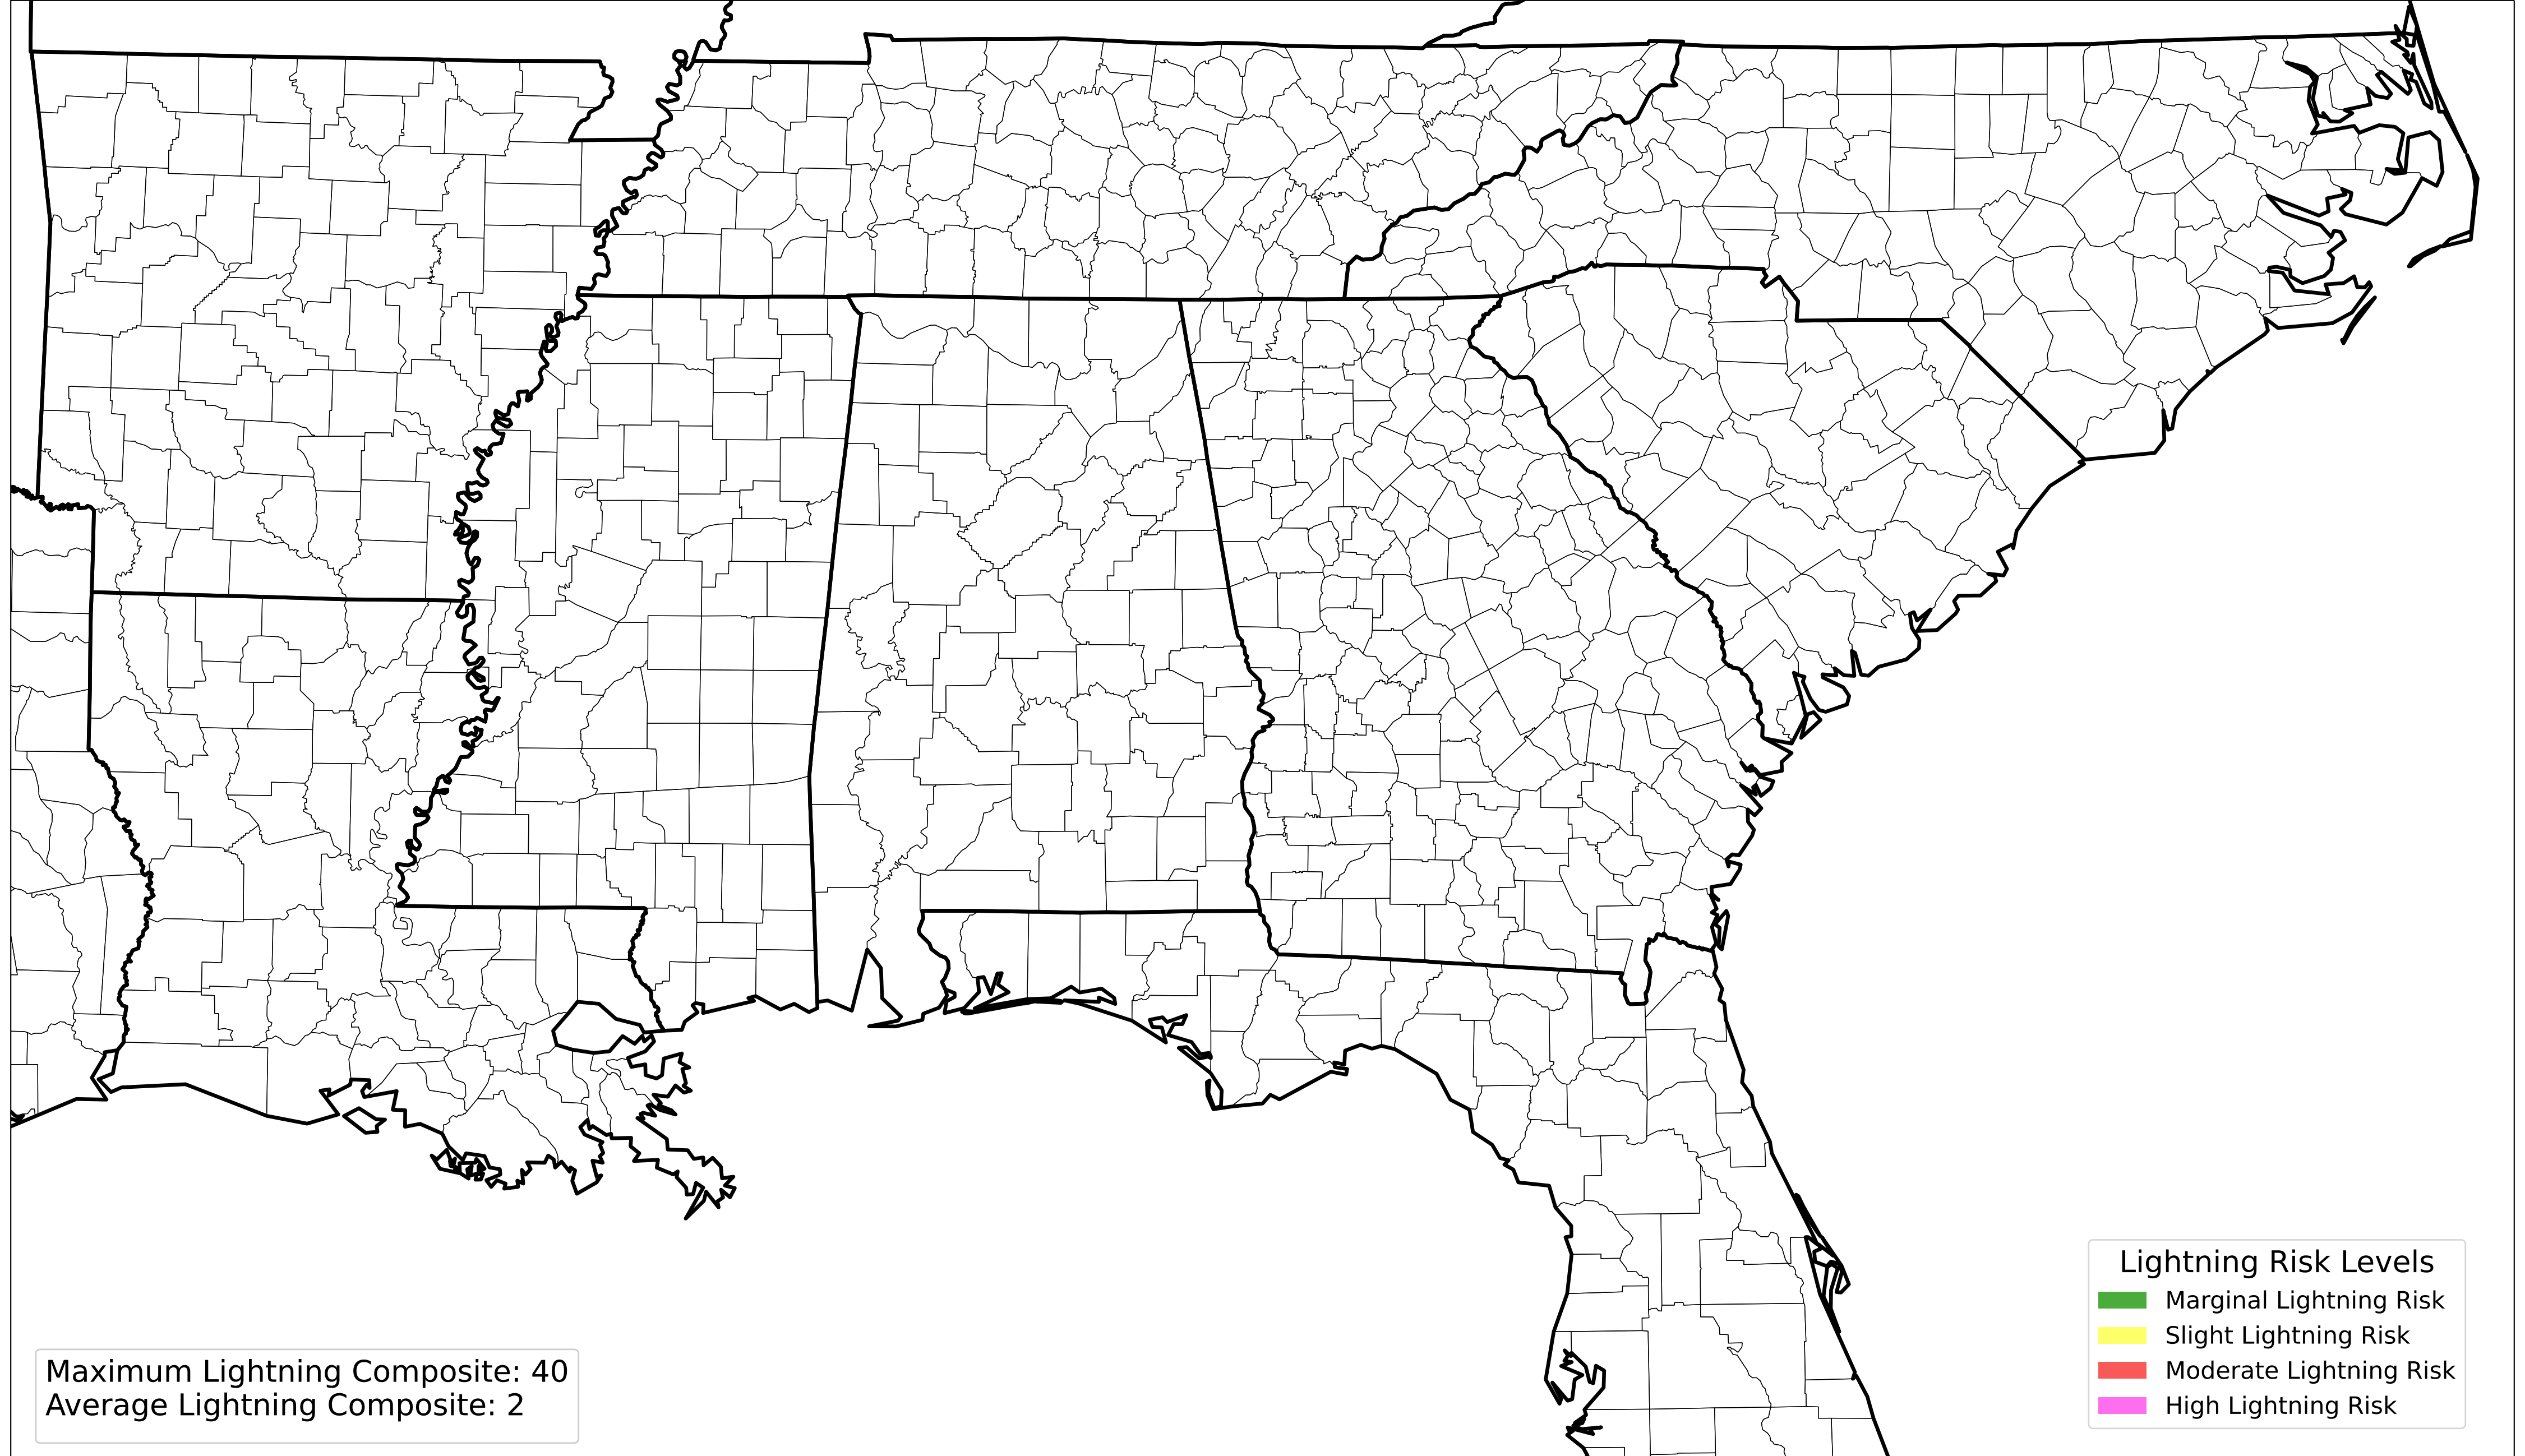 Lightning Risk Levels
Marginal Lightning Risk
Slight Lightning Risk
Moderate Lightning Risk
High Lightning Risk
Maximum Lightning Composite: 40
Average Lightning Composite: 2